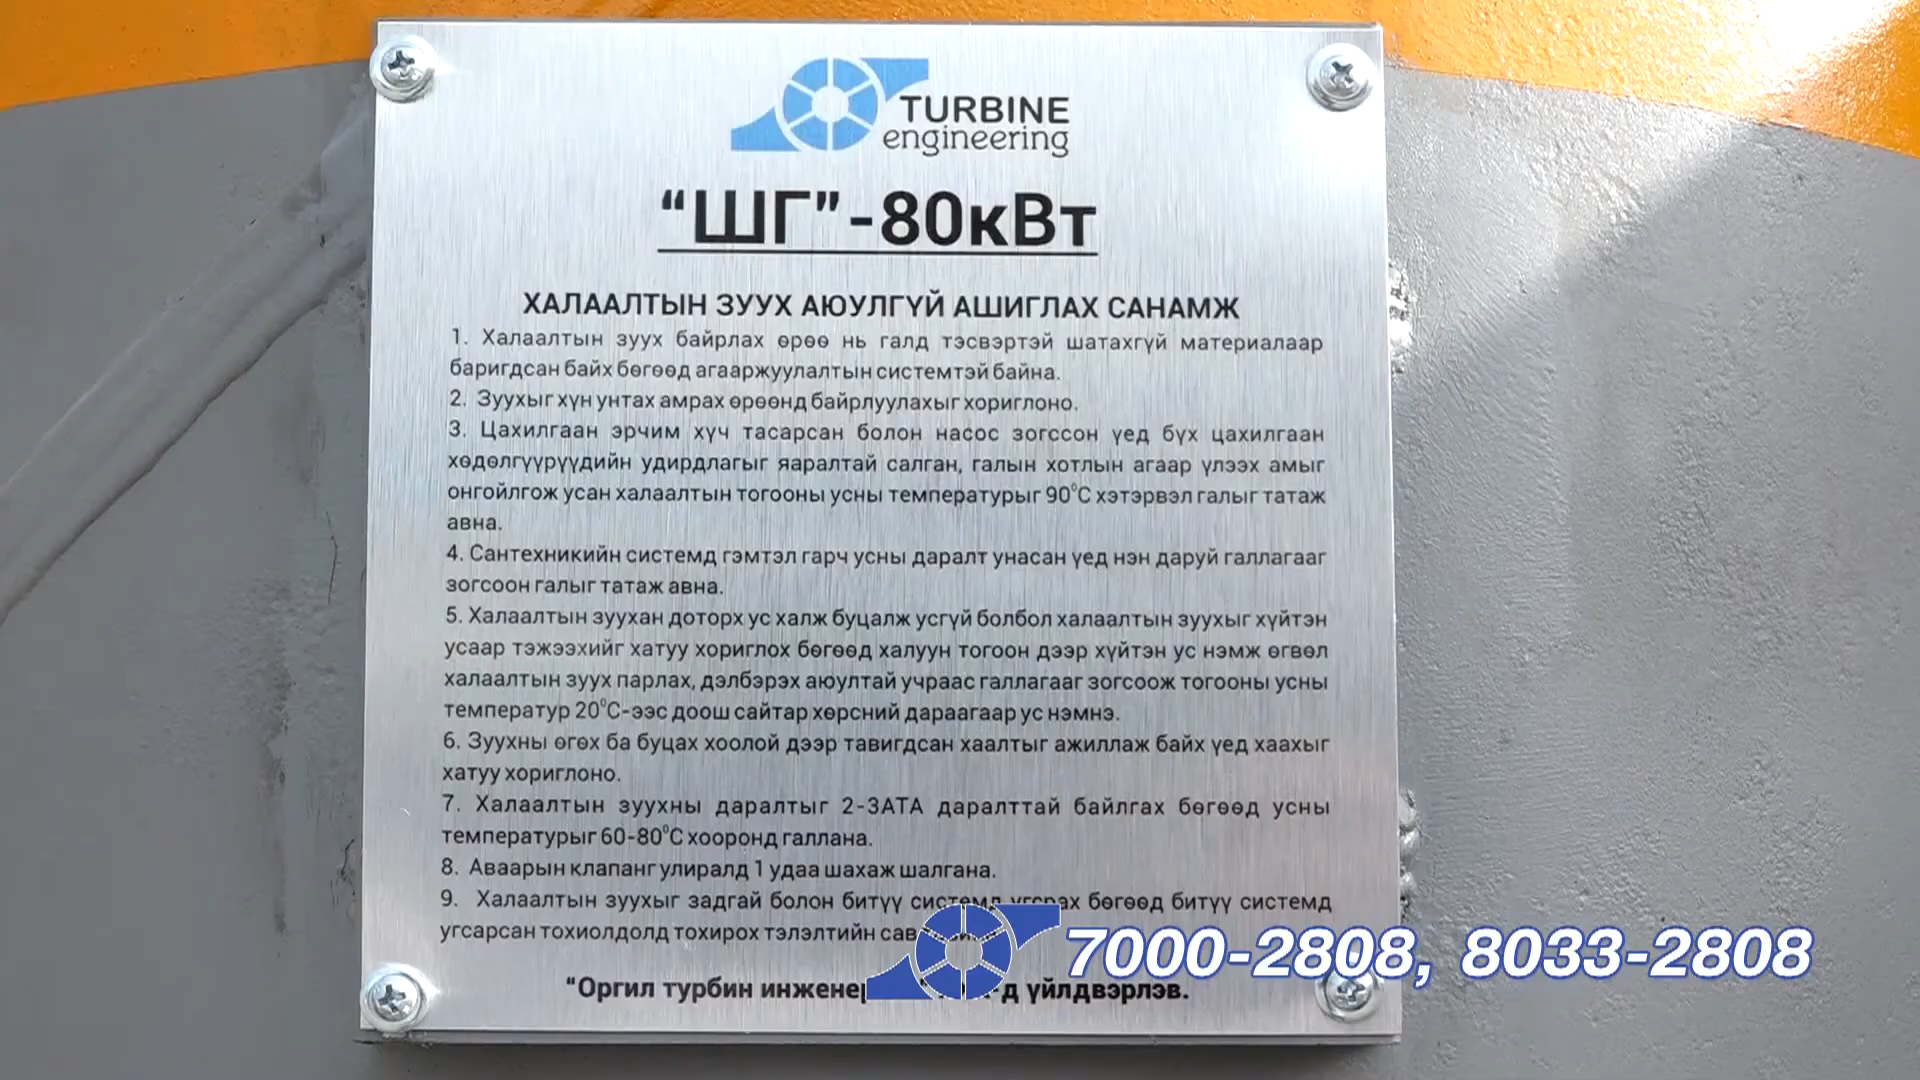 TURBINE
engineering
“ШГ”-80кВт
ХАЛААЛТЫН ЗУУХ АЮУЛГҮЙ АШИГЛАХ САНАМЖ
1. Халаалтын зуух байрлах өрөө нь галд тэсвэртэй шатахгүй материалаар
баригдсан байх бөгөөд агааржуулалтын системтэй байна.
2. Зуухыг хүн унтах амрах өрөөнд байрлуулахыг хориглоно.
3. Цахилгаан эрчим хүч тасарсан болон насос зогссон үед бүх цахилгаан
хөдөлгүүрүүдийн удирдлагыг яаралтай салган, галын хотлын агаар үлээх амыг
онгойлгож усан халаалтын тогооны усны температурыг 90°С хэтэрвэл галыг татаж
авна.
4. Сантехникийн системд гэмтэл гарч усны даралт унасан үед нэн даруй галлагааг
зогсоон галыг татаж авна.
5. Халаалтын зуухан доторх ус халж буцалж усгүй болбол халаалтын зуухыг хүйтэн
усаар тэжээхийг хатуу хориглох бөгөөд халуун тогоон дээр хүйтэн ус нэмж өгвөл
халаалтын зуух парлах, дэлбэрэх аюултай учраас галлагааг зогсоож тогооны усны
температур 20°С-ээс доош сайтар хөрсний дараагаар ус нэмнэ.
6. Зуухны өгөх ба буцах хоолой дээр тавигдсан хаалтыг ажиллаж байх үед хаахыг
хатуу хориглоно.
7. Халаалтын зуухны даралтыг 2-3АТА даралттай байлгах бөгөөд усны
температурыг 60-80°С хооронд галлана.
8. Аваарын клапанг улиралд 1 удаа шахаж шалгана.
9. Халаалтын зуухыг задгай болон битүү системд угсрах бөгөөд битүү системд
угсарсан тохиолдолд тохирох тэлэлтийн сав
“Оргил турбин үйлдвэрлэв.
7000-2808, 8033-2808